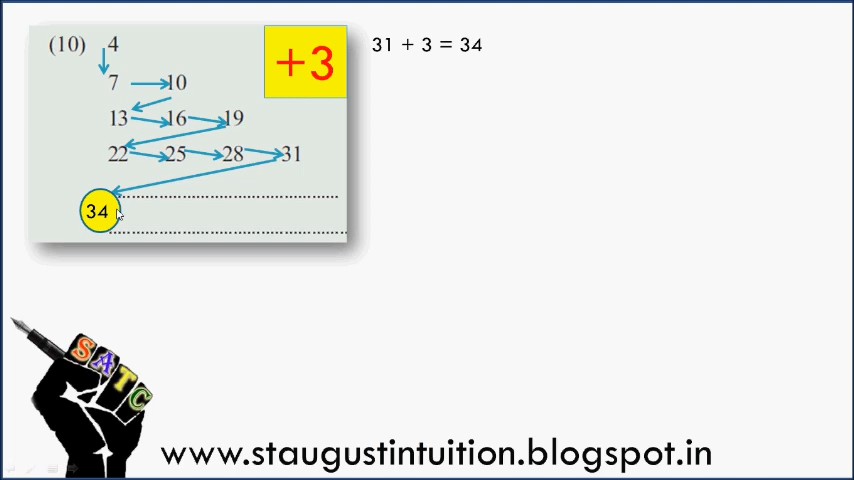 (10) 4
+3
31 + 3 = 34
7 10
13 16 19
22 25 28 31
34
SATC
www.staugustintuition.blogspot.in